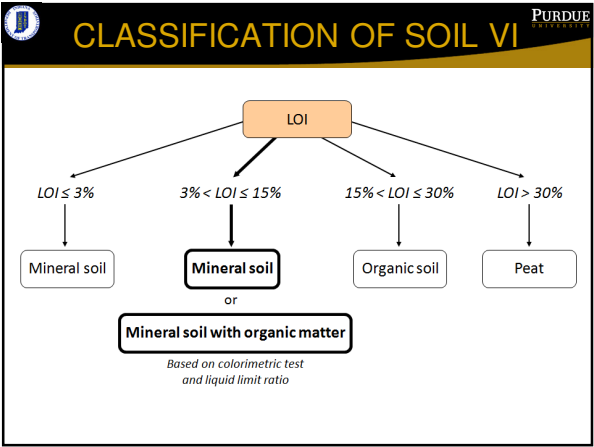 CLASSIFICATION OF SOIL VI
PURDUE
UNIVERSITY
LOI
LOI ≤ 3%
3% < LOI ≤ 15%
15% < LOI ≤ 30%
LOI > 30%
Mineral soil
Mineral soil
Organic soil
Peat
or
Mineral soil with organic matter
Based on colorimetric test
and liquid limit ratio